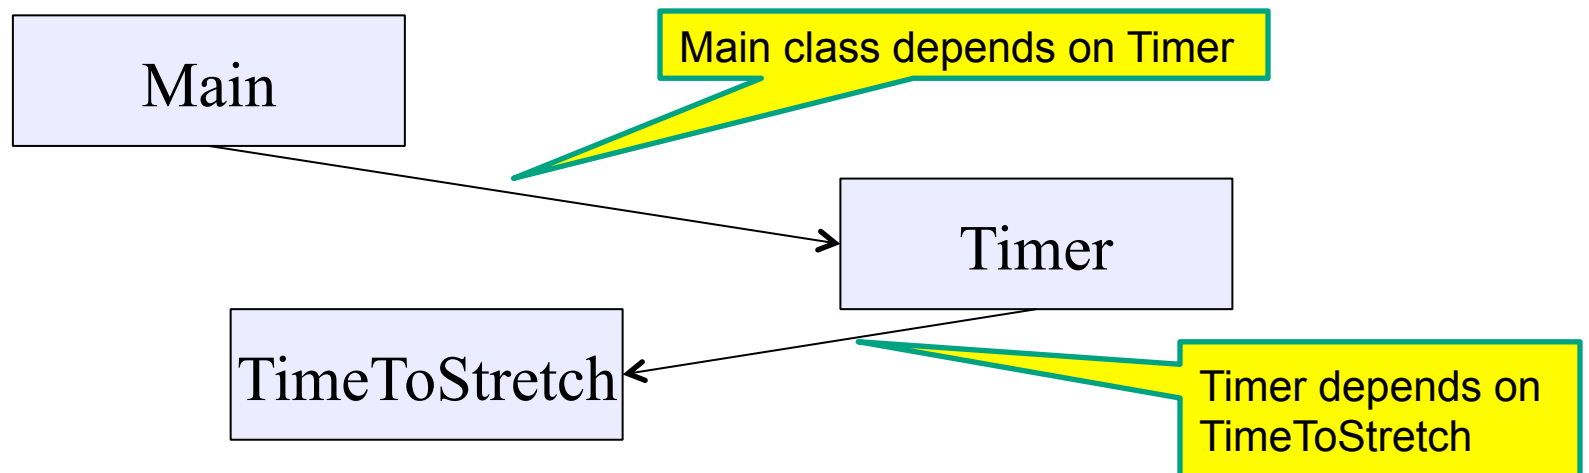 Main class depends on Timer
Main
Timer
TimeToStretch
Timer depends on
TimeToStretch